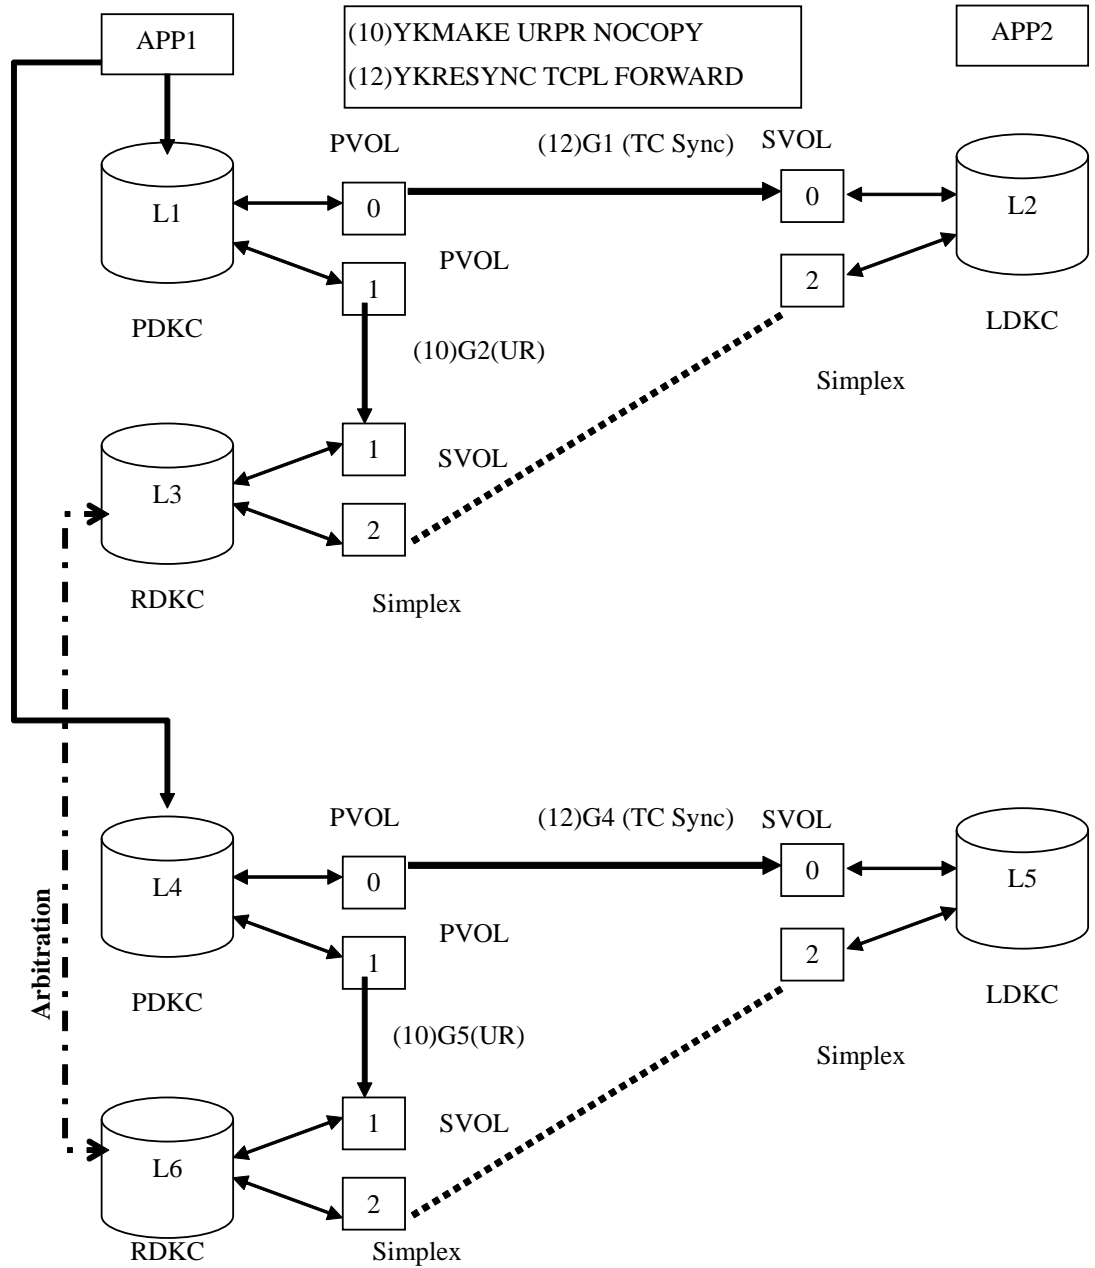 APP1
(10)YKMAKE URPR NOCOPY
(12)YKRESYNC TCPL FORWARD
APP2
PVOL
(12)G1 (TC Sync)
SVOL
L1
0
0
L2
PVOL
1
2
PDKC
LDKC
(10)G2(UR)
Simplex
1
SVOL
L3
2
RDKC
Simplex
PVOL
(12)G4 (TC Sync)
SVOL
L4
0
0
L5
Arbitration
PVOL
1
2
PDKC
LDKC
(10)G5(UR)
Simplex
1
SVOL
L6
2
RDKC
Simplex